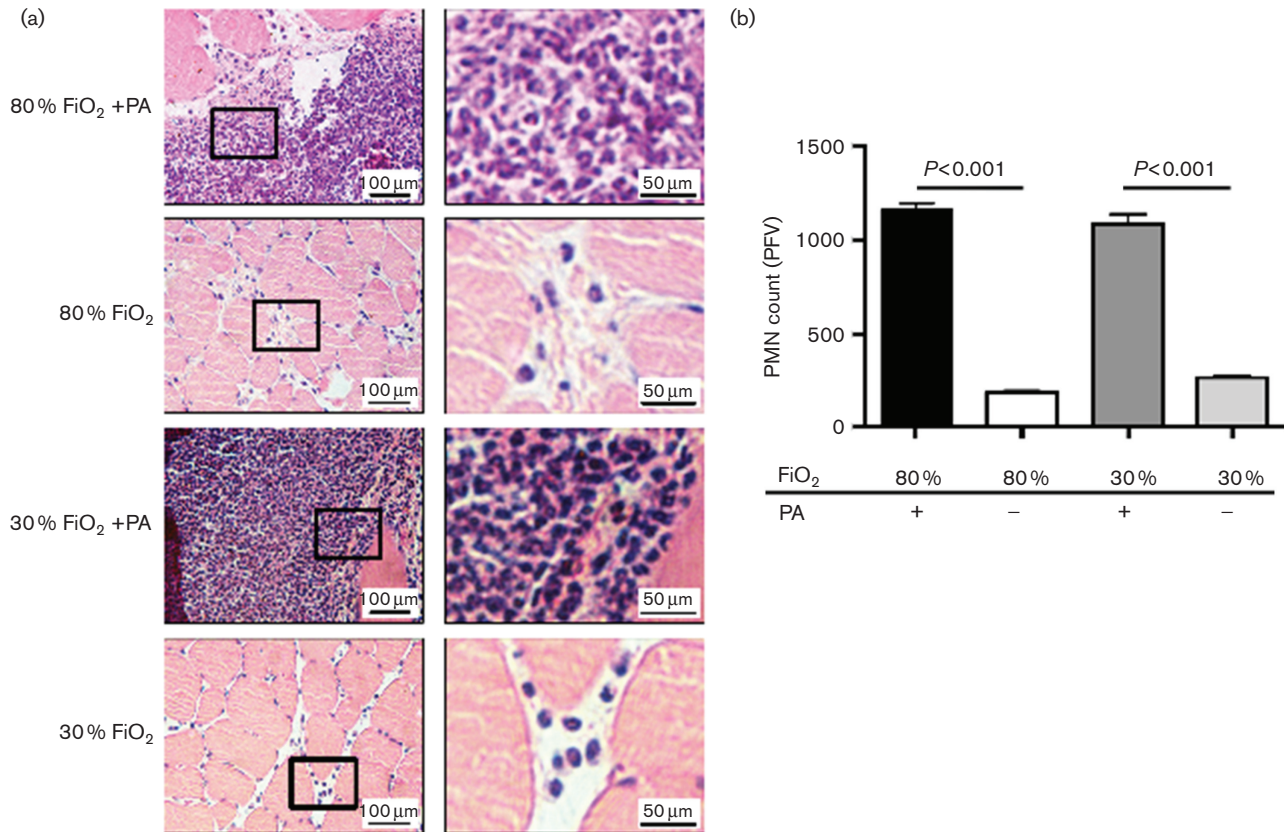 (a)
80 % FiO2 +PA
100 µm
50 µm
80 % FiO2
100 µm
50 µm
30 % FiO2 +PA
100 µm
50 µm
30 % FiO2
100 µm
50 µm
(b)
1500
1000
500
0
PMN count (PFV)
P<0.001
P<0.001
FiO2 80 % 80 % 30 % 30 %
PA + − + −